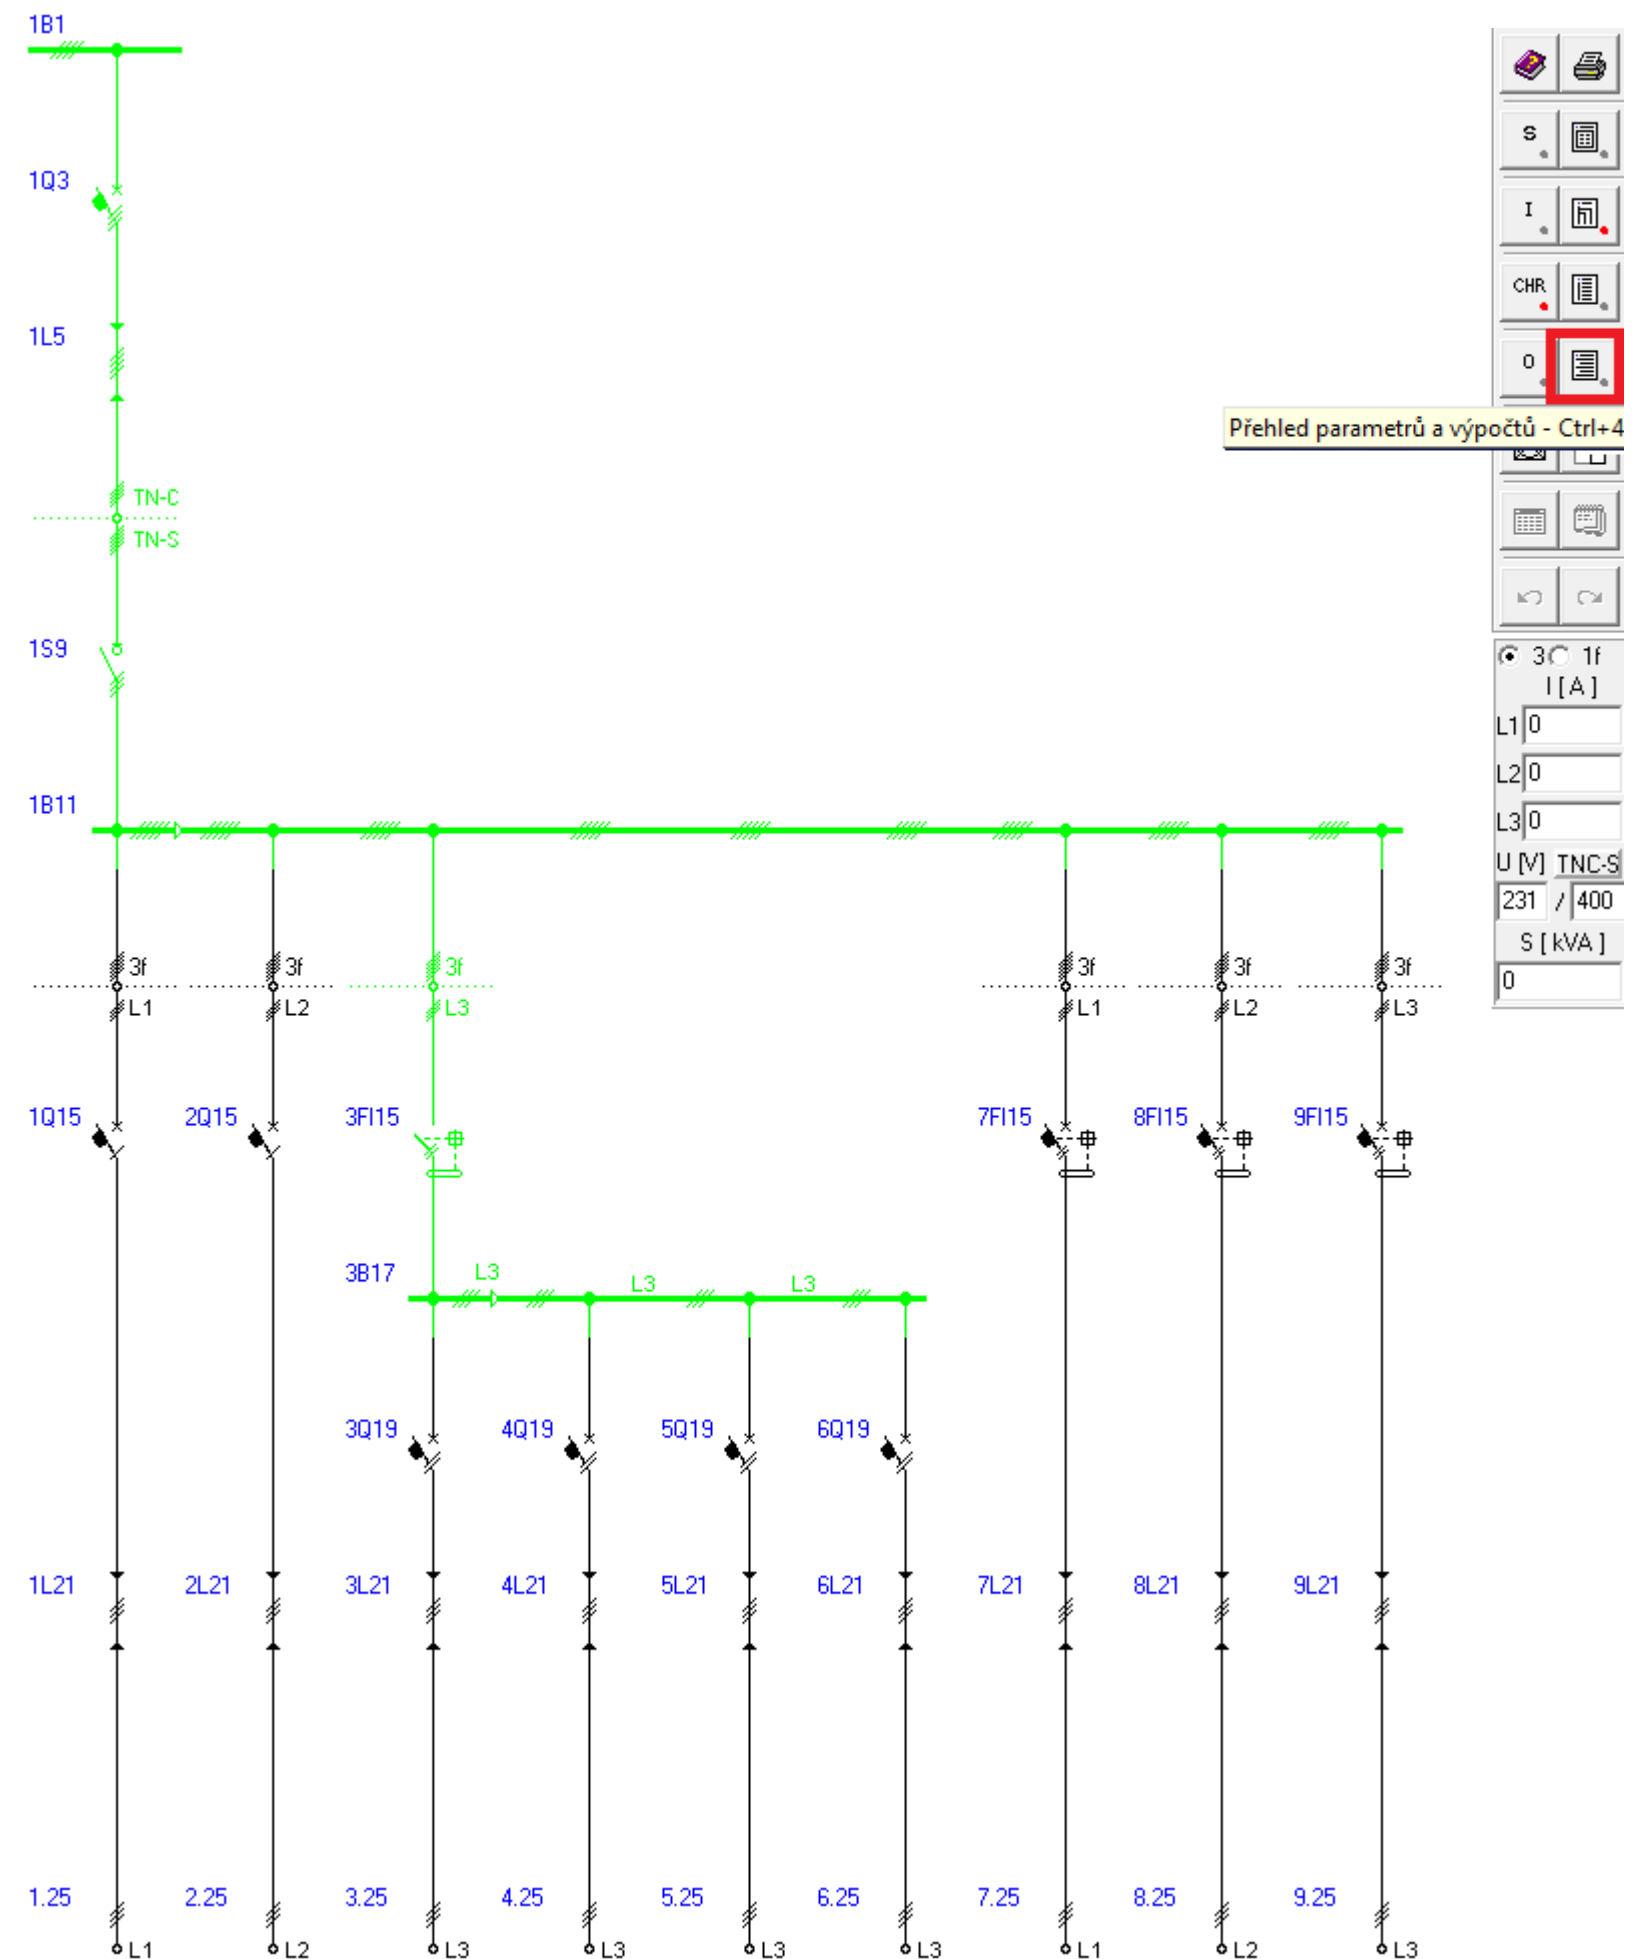 1B1
1Q3
S
I
1L5
CHR
O
Přehled parametrů a výpočtů - Ctrl+4
TN-C
TN-S
1S9
3 1f
I [ A ]
L1 0
L2 0
L3 0
U [V] TNC-S
231 / 400
S [ kVA ]
0
1B11
3f 3f 3f 3f 3f 3f
L1 L2 L3 L1 L2 L3
1Q15 2Q15 3FI15 7FI15 8FI15 9FI15
3B17 L3 L3 L3
3Q19 4Q19 5Q19 6Q19
1L21 2L21 3L21 4L21 5L21 6L21 7L21 8L21 9L21
1.25 2.25 3.25 4.25 5.25 6.25 7.25 8.25 9.25
L1 L2 L3 L3 L3 L3 L1 L2 L3